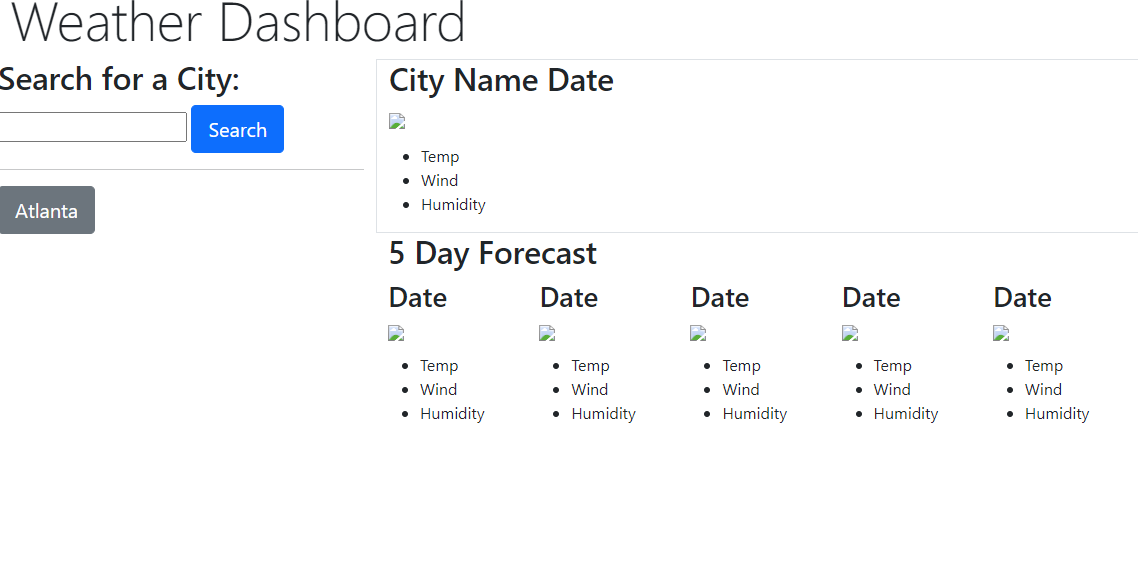 Weather Dashboard
Search for a City:
Search
Atlanta
City Name Date
Temp
Wind
Humidity
5 Day Forecast
Date Date Date Date Date
Temp Temp Temp Temp Temp
Wind Wind Wind Wind Wind
Humidity Humidity Humidity Humidity Humidity